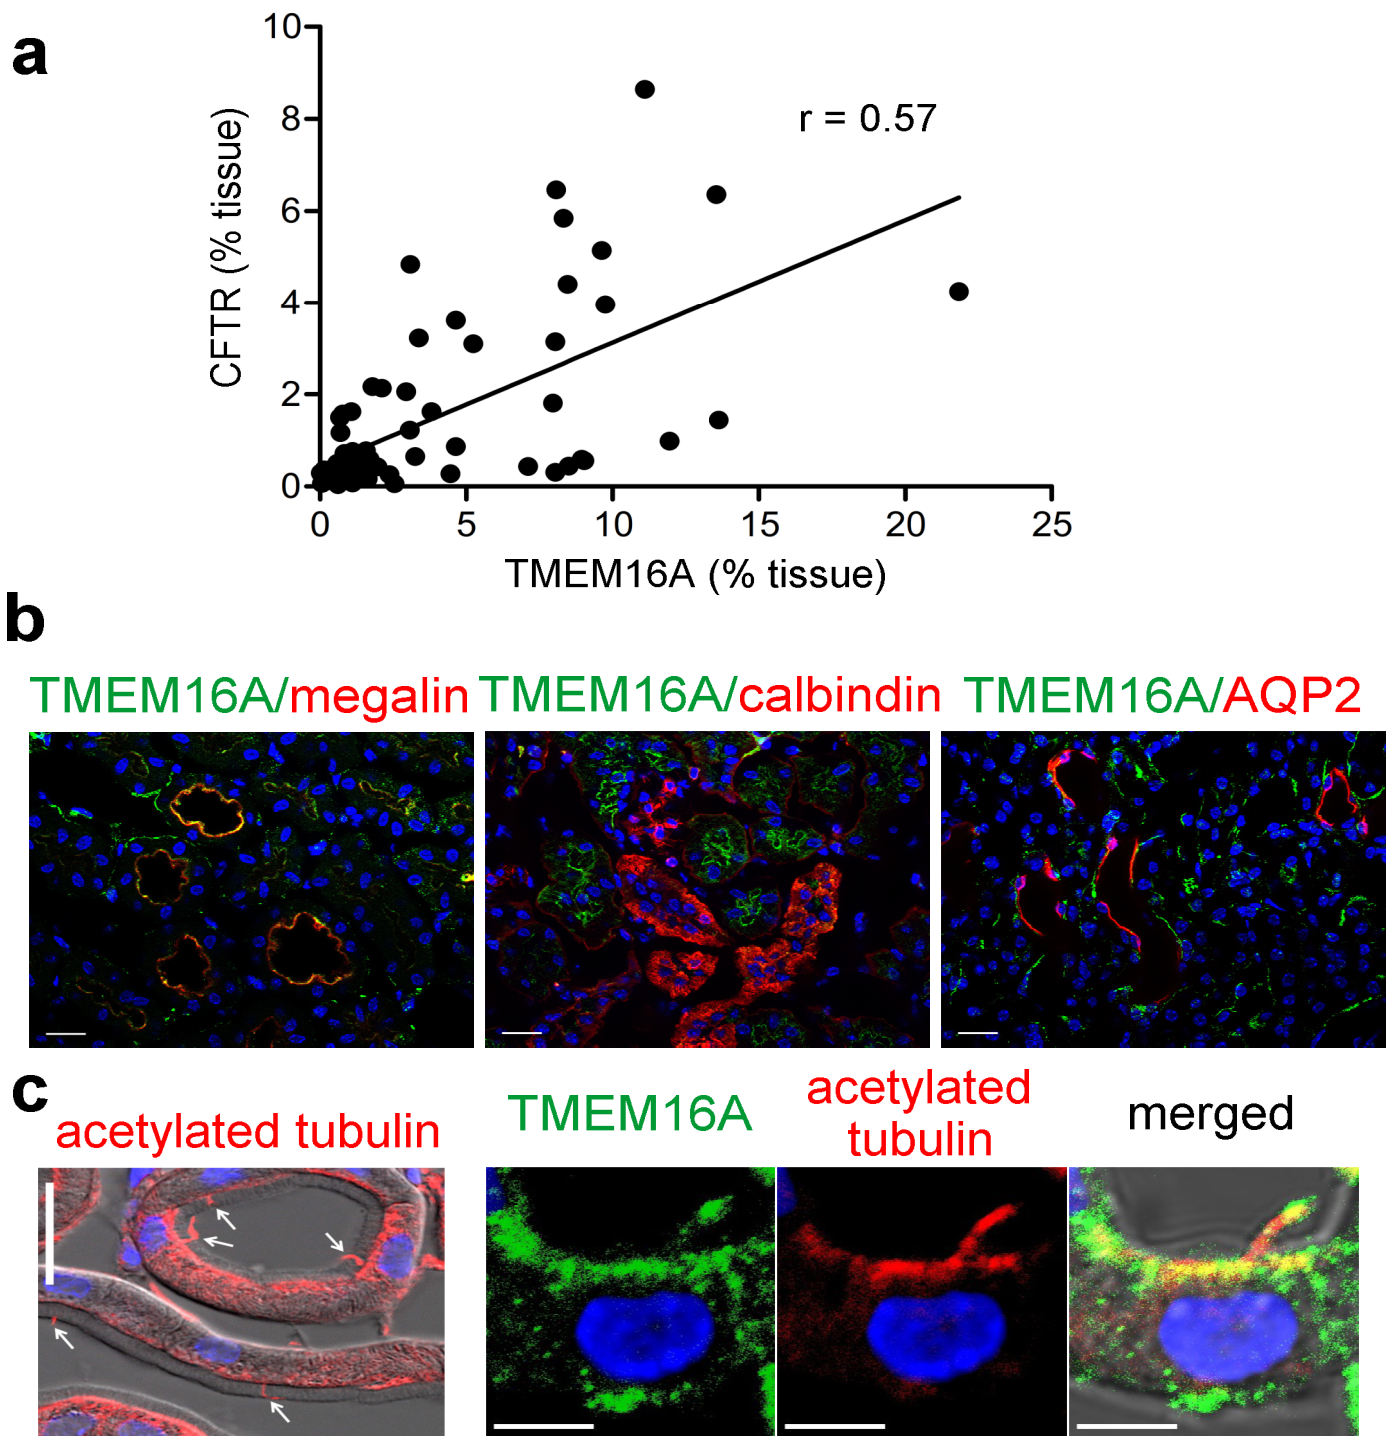 a
10
8
6
4
2
0
CFTR (% tissue)
r = 0.57
0 5 10 15 20 25
TMEM16A (% tissue)
b
TMEM16A/megalin TMEM16A/calbindin TMEM16A/AQP2
c
acetylated tubulin
TMEM16A
acetylated
tubulin
merged